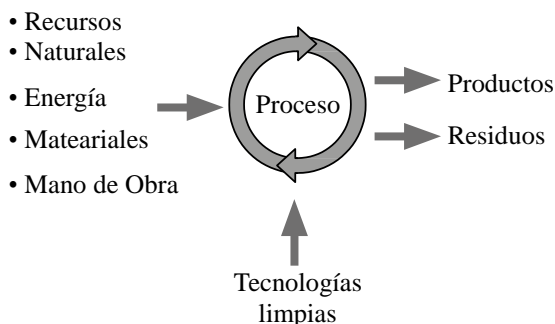 • Recursos
• Naturales
• Energía
• Mateariales
• Mano de Obra
Proceso
Productos
Residuos
Tecnologías
limpias